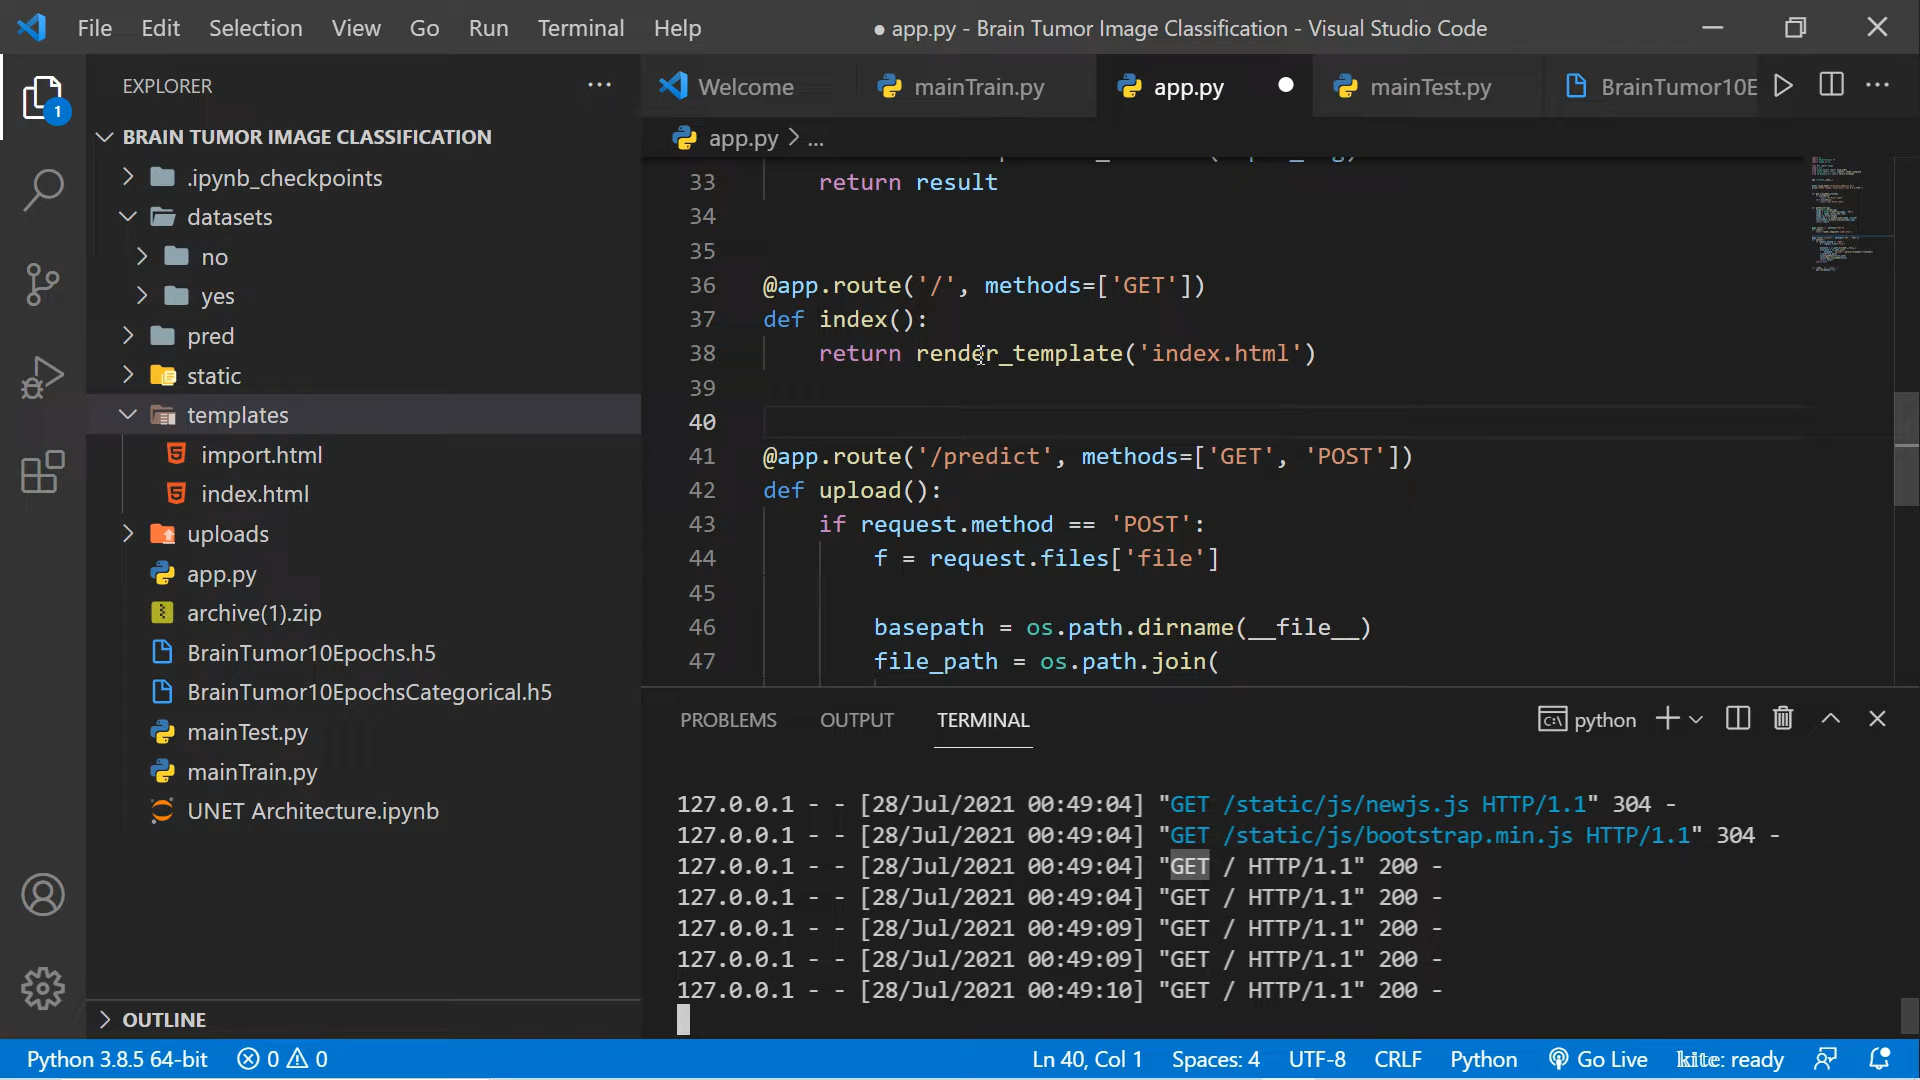 File Edit Selection View Go Run Terminal Help
● app.py - Brain Tumor Image Classification - Visual Studio Code
EXPLORER
BRAIN TUMOR IMAGE CLASSIFICATION
.ipynb_checkpoints
datasets
no
yes
pred
static
templates
import.html
index.html
uploads
app.py
archive(1).zip
BrainTumor10Epochs.h5
BrainTumor10EpochsCategorical.h5
mainTest.py
mainTrain.py
UNET Architecture.ipynb
OUTLINE
1
Welcome mainTrain.py app.py mainTest.py BrainTumor10E
app.py > ...
33 return result
34
35
36 @app.route('/', methods=['GET'])
37 def index():
38 return render_template('index.html')
39
40
41 @app.route('/predict', methods=['GET', 'POST'])
42 def upload():
43 if request.method == 'POST':
44 f = request.files['file']
45
46 basepath = os.path.dirname(__file__)
47 file_path = os.path.join(
PROBLEMS OUTPUT TERMINAL
python
127.0.0.1 - - [28/Jul/2021 00:49:04] "GET /static/js/newjs.js HTTP/1.1" 304 -
127.0.0.1 - - [28/Jul/2021 00:49:04] "GET /static/js/bootstrap.min.js HTTP/1.1" 304 -
127.0.0.1 - - [28/Jul/2021 00:49:04] "GET / HTTP/1.1" 200 -
127.0.0.1 - - [28/Jul/2021 00:49:04] "GET / HTTP/1.1" 200 -
127.0.0.1 - - [28/Jul/2021 00:49:09] "GET / HTTP/1.1" 200 -
127.0.0.1 - - [28/Jul/2021 00:49:09] "GET / HTTP/1.1" 200 -
127.0.0.1 - - [28/Jul/2021 00:49:10] "GET / HTTP/1.1" 200 -
Python 3.8.5 64-bit 0 0 Ln 40, Col 1 Spaces: 4 UTF-8 CRLF Python Go Live kite: ready